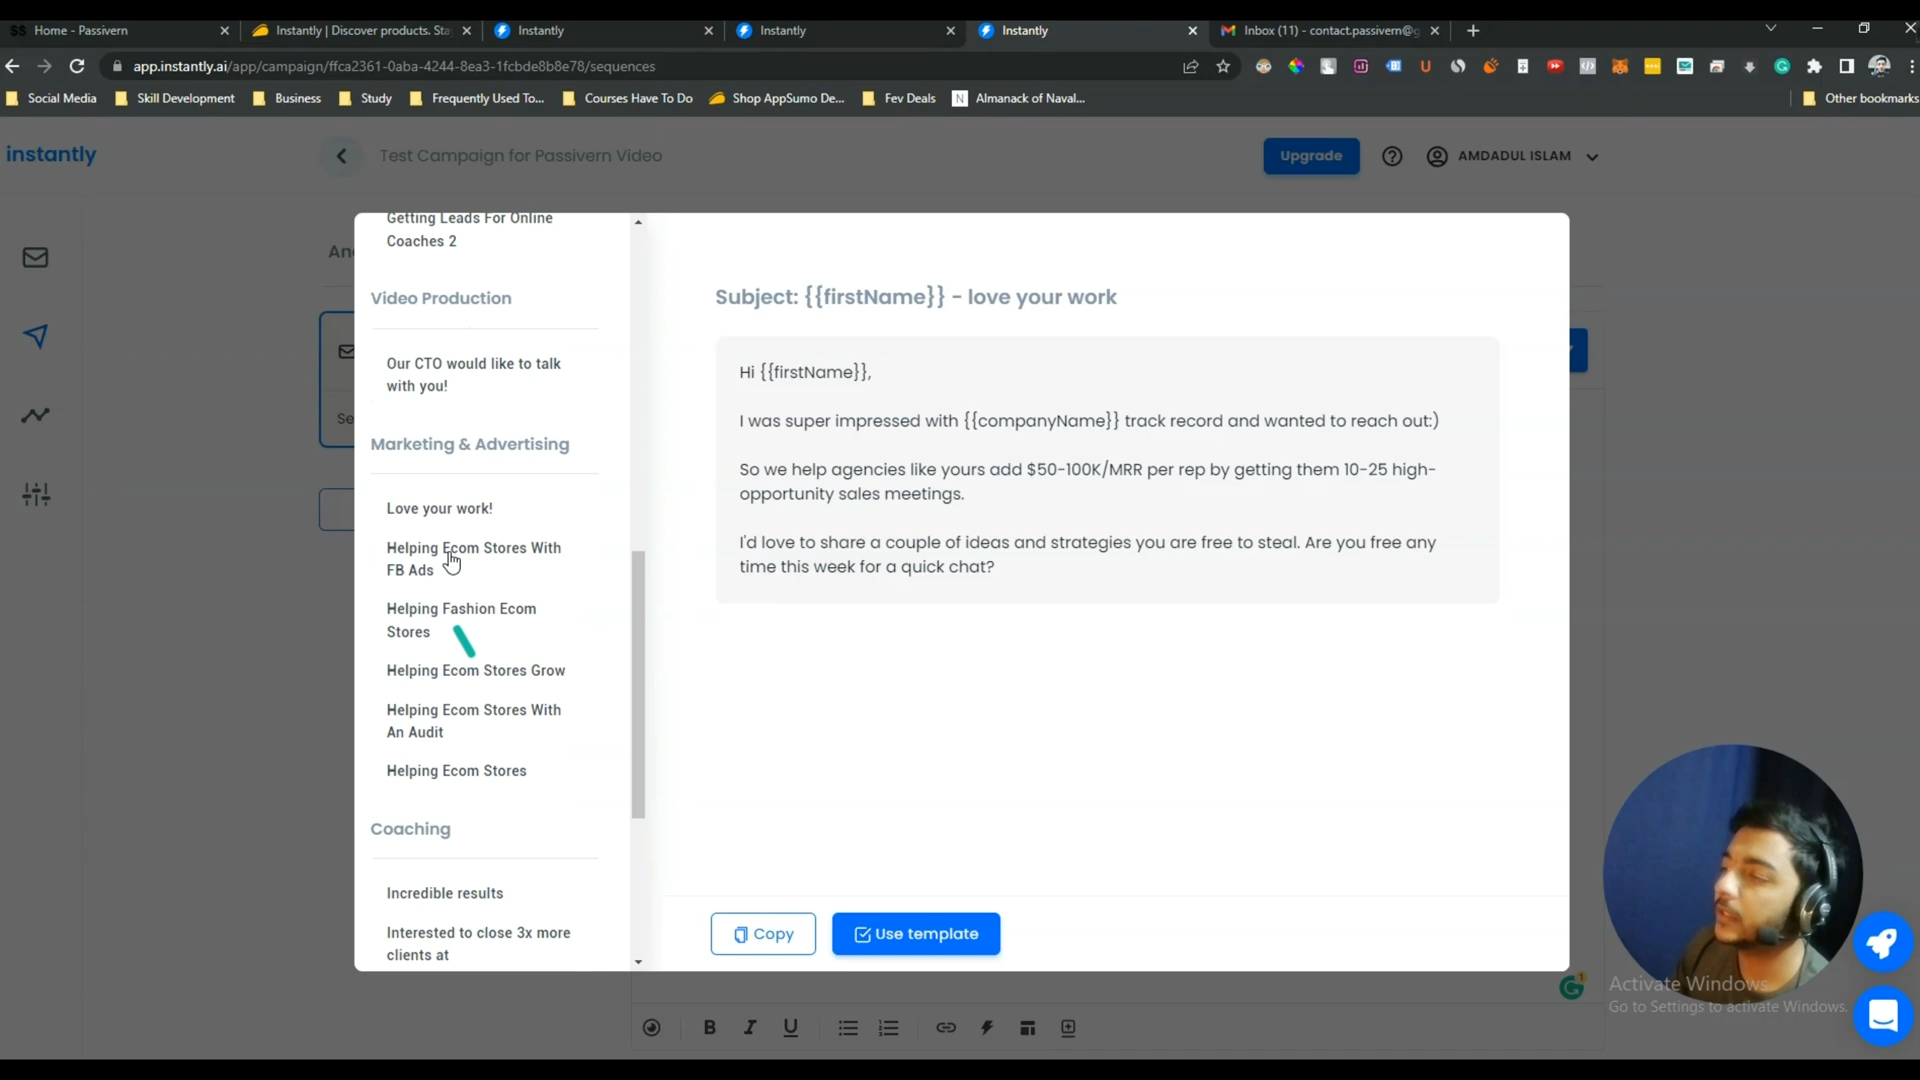 Home - Passivern
Instantly | Discover products. Sta
Instantly
Instantly
Instantly
Inbox (11) - contact.passivern@g
app.instantly.ai/app/campaign/ffca2361-0aba-4244-8ea3-1fcbde8b8e78/sequences
Social Media
Skill Development
Business
Study
Frequently Used To...
Courses Have To Do
Shop AppSumo De...
Fev Deals
Almanack of Naval...
Other bookmarks
instantly
Test Campaign for Passivern Video
Upgrade
AMDADUL ISLAM
Getting Leads For Online
Coaches 2
Video Production
Our CTO would like to talk
with you!
Marketing & Advertising
Love your work!
Helping Ecom Stores With
FB Ads
Helping Fashion Ecom
Stores
Helping Ecom Stores Grow
Helping Ecom Stores With
An Audit
Helping Ecom Stores
Coaching
Incredible results
Interested to close 3x more
clients at
Subject: {{firstName}} - love your work
Hi {{firstName}},
I was super impressed with {{companyName}} track record and wanted to reach out:)
So we help agencies like yours add $50-100K/MRR per rep by getting them 10-25 high-
opportunity sales meetings.
I'd love to share a couple of ideas and strategies you are free to steal. Are you free any
time this week for a quick chat?
Copy
Use template
Activate Windows
Go to Settings to activate Windows.